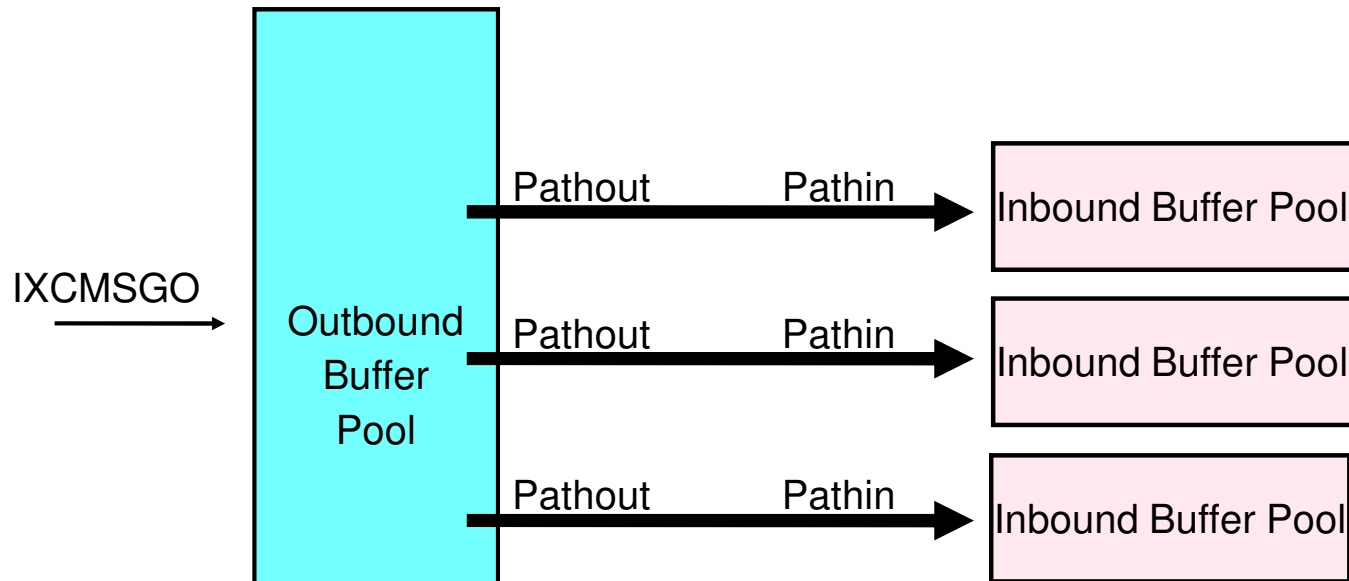 Pathout Pathin
Inbound Buffer Pool
IXCMSGO
Outbound
Buffer
Pool
Pathout Pathin
Inbound Buffer Pool
Pathout Pathin
Inbound Buffer Pool